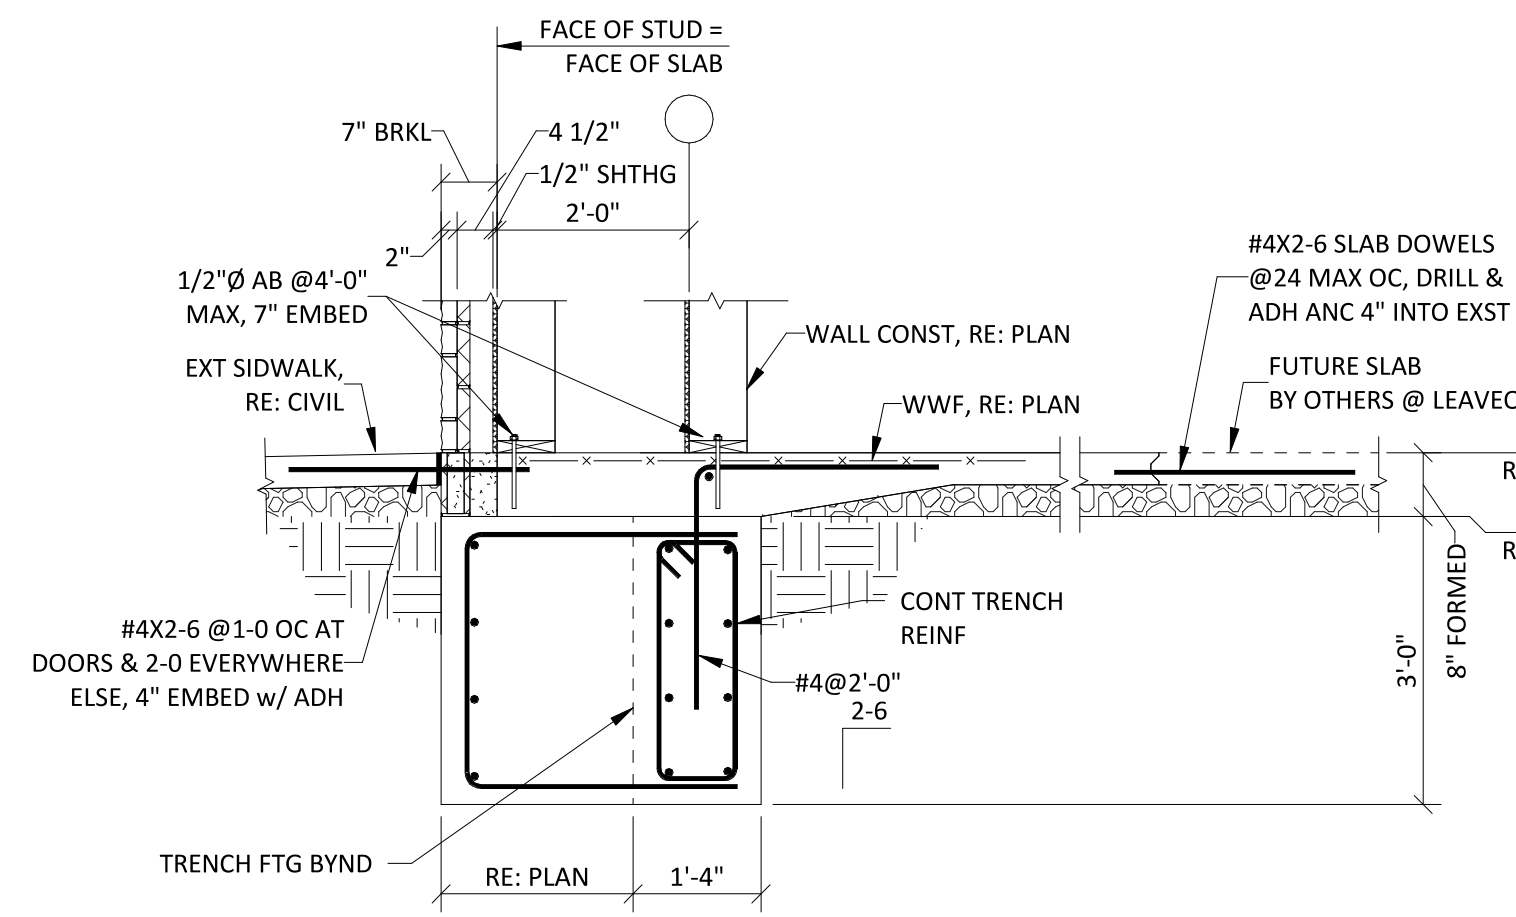 FACE OF STUD =
FACE OF SLAB
7" BRKL
4 1/2"
1/2" SHTHG
2'-0"
2"
1/2"Ø AB @4'-0"
MAX, 7" EMBED
#4X2-6 SLAB DOWELS
@24 MAX OC, DRILL &
ADH ANC 4" INTO EXST
WALL CONST, RE: PLAN
EXT SIDWALK,
RE: CIVIL
FUTURE SLAB
BY OTHERS @ LEAVEO
WWF, RE: PLAN
R
R
8" FORMED
3'-0"
CONT TRENCH
REINF
#4X2-6 @1-0 OC AT
DOORS & 2-0 EVERYWHERE
ELSE, 4" EMBED w/ ADH
#4@2'-0"
2-6
TRENCH FTG BYND
RE: PLAN
1'-4"